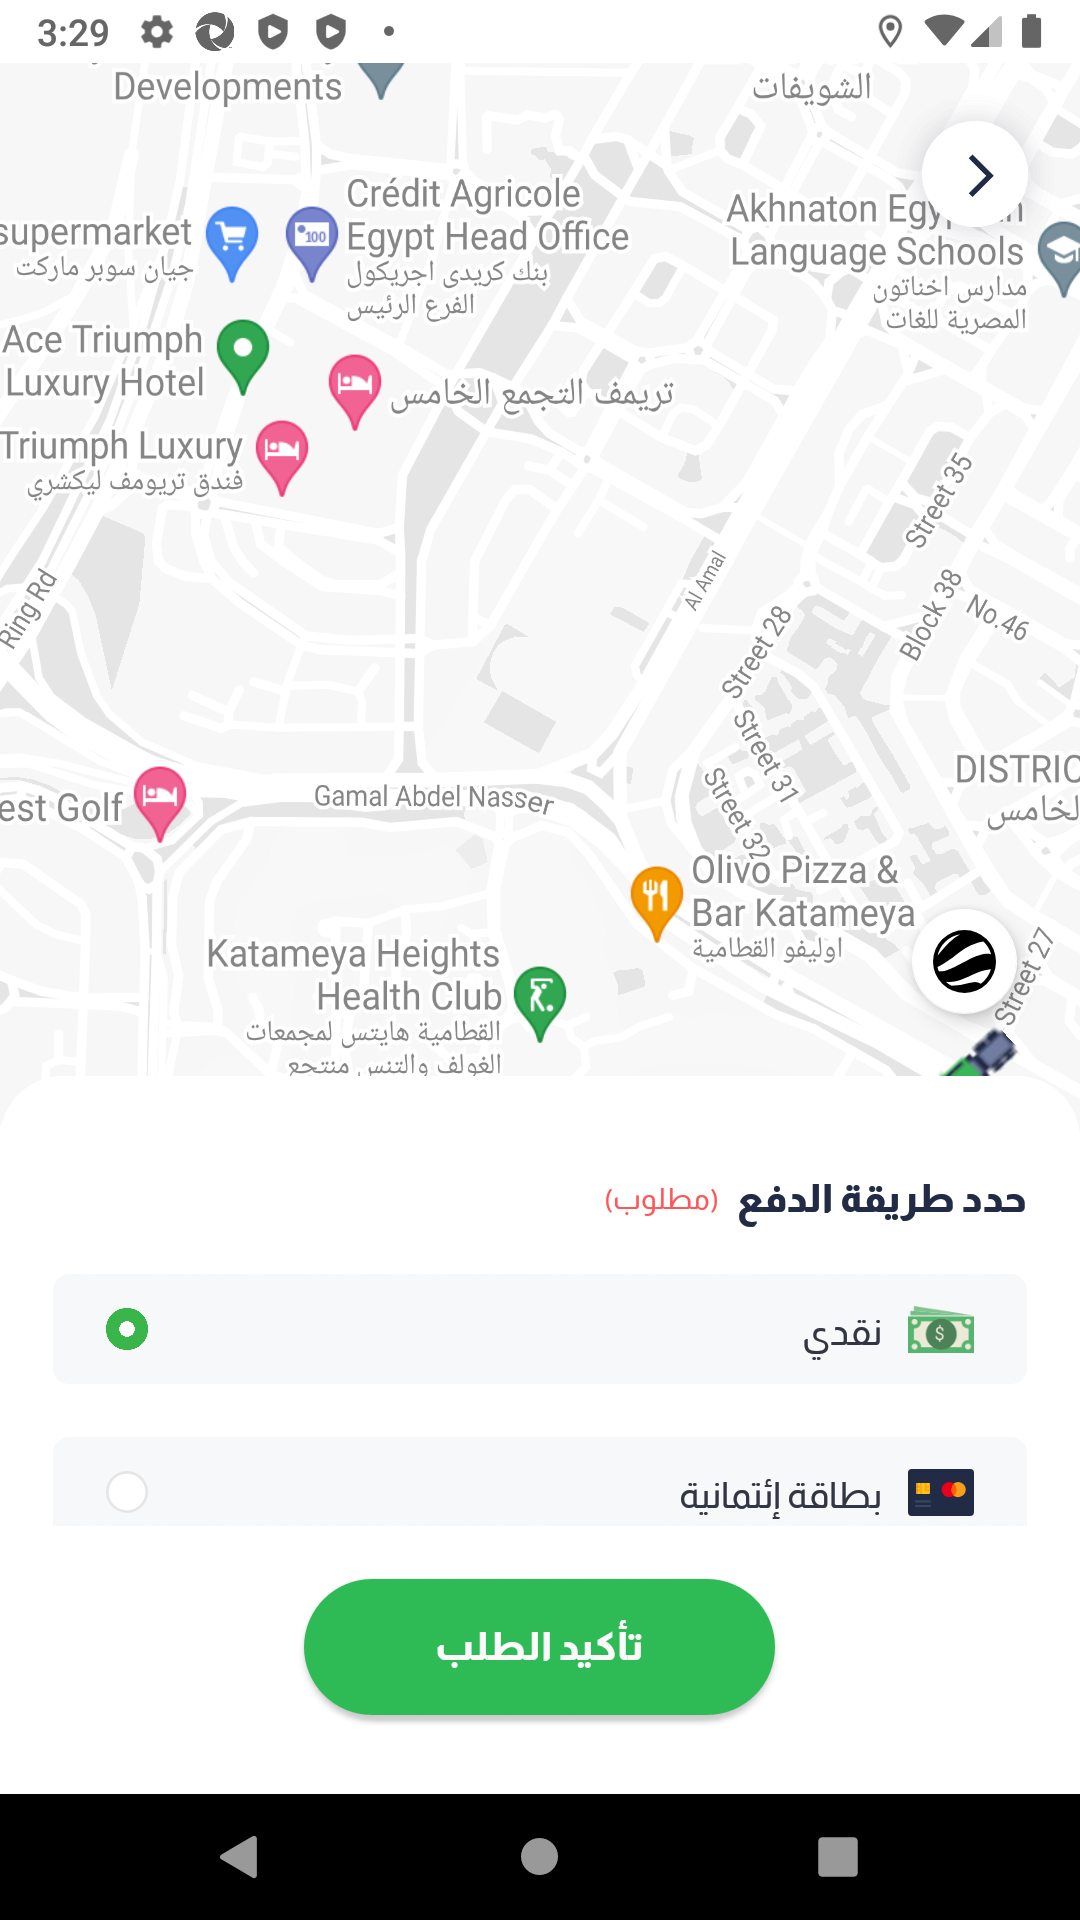 3:29
Developments
الشويفات
Crédit Agricole
Egypt Head Office
بنك كريدى اجريكول
الفرع الرئيس
supermarket
جيان سوبر ماركت
Language Schools
مدارس اخناتون
المصرية للغات
Akhnaton
Ace Triumph
Luxury Hotel
تريمف التجمع الخامس
Triumph Luxury
فندق تريومف ليكشري
Street 35
Ring Rd
Al Amal
Block 38
No.46
Street 28
Street 31
Street 32
الخامس
est Golf
Gamal Abdel Nasser
Olivo Pizza &
Bar Katameya
اوليفو القطامية
Street 27
Katameya Heights
Health Club
القطامية هايتس لمجمعات
الغولف والتنس منتجع
حدد طريقة الدفع (مطلوب)
نقدي
بطاقة إئتمانية
تأكيد الطلب